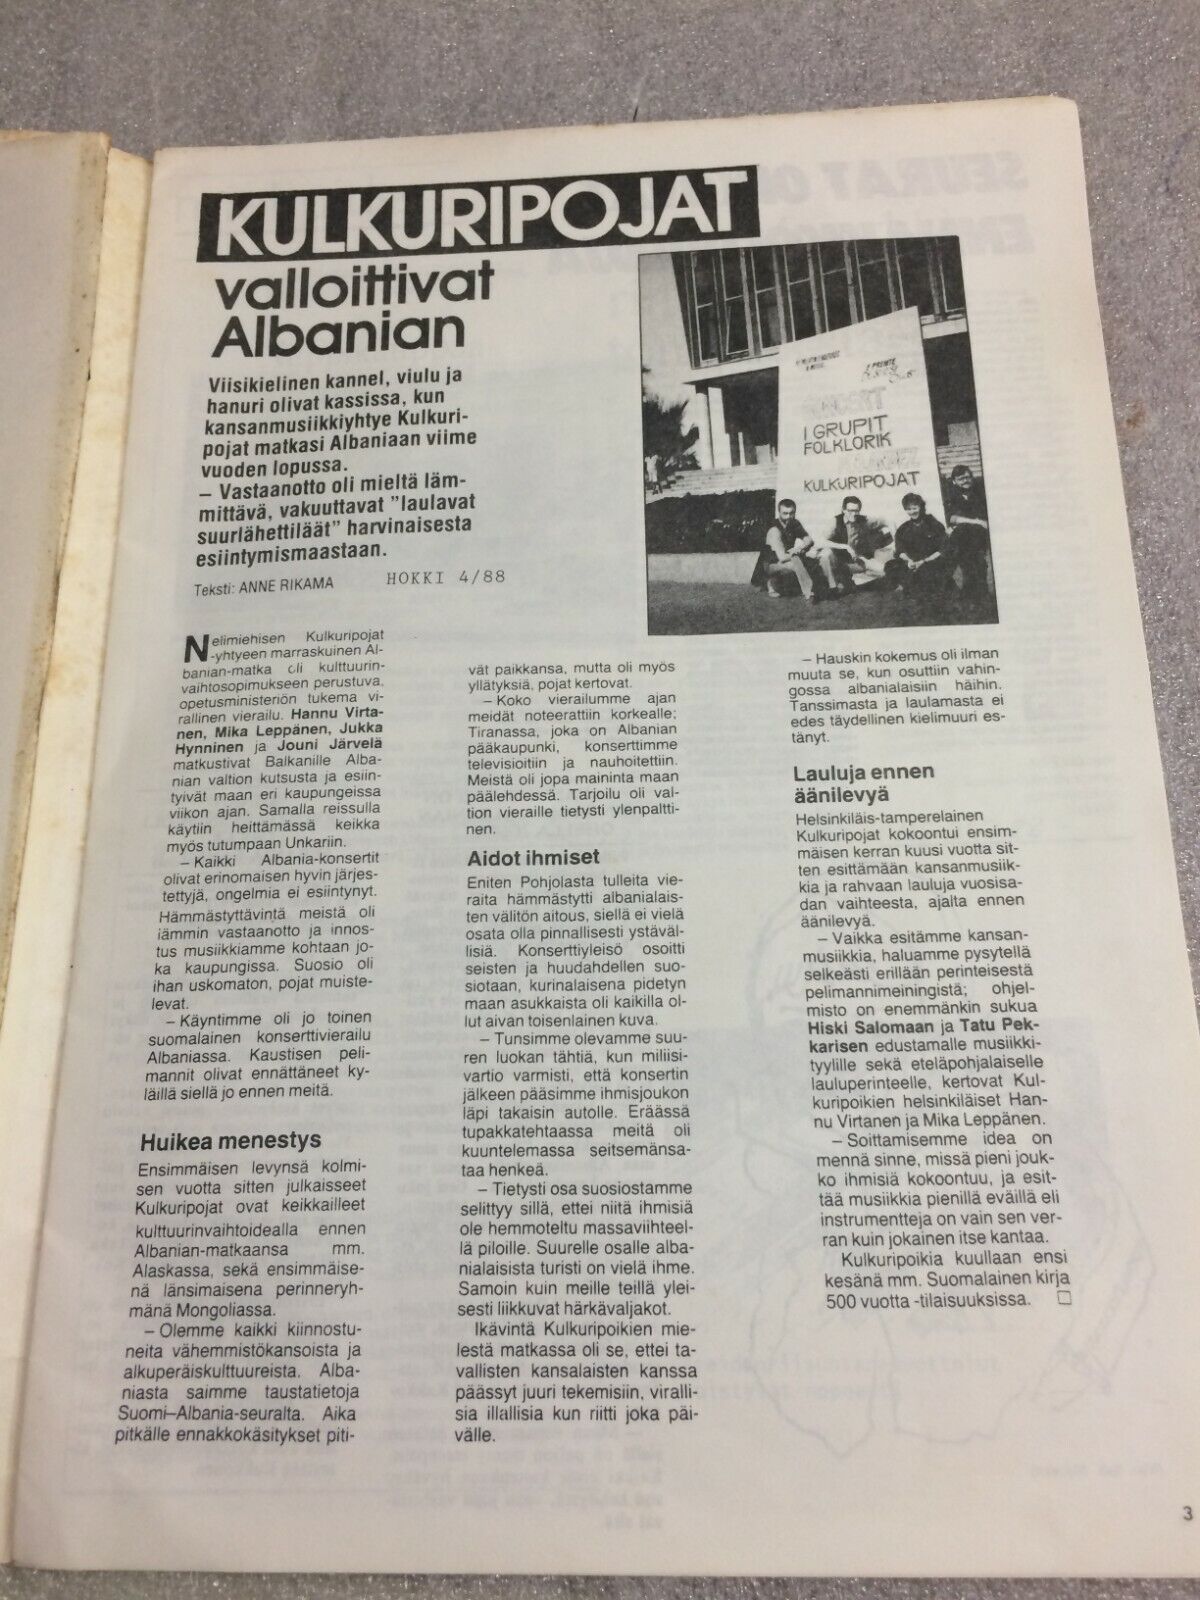 KULKURIPOJAT
valloittivat
Albanian
Viisikielinen kannel, viulu ja
hanuri olivat kassissa, kun
kansanmusiikkiyhtye Kulkuri-
pojat matkasi Albaniaan viime
vuoden lopussa.
– Vastaanotto oli mieltä läm-
mittävä, vakuuttavat "laulavat
suurlähettiläät" harvinaisesta
esiintymismaastaan.
Teksti: ANNE RIKAMA HOKKI 4/88
I GRUPIT
FOLKLORIK
KULKURIPOJAT
Nelimiehisen Kulkuripojat
-yhtyeen marraskuinen Al-
banian-matka oli kulttuurin-
vaihtosopimukseen perustuva,
opetusministeriön tukema vi-
rallinen vierailu. Hannu Virta-
nen, Mika Leppänen, Jukka
Hynninen ja Jouni Järvelä
matkustivat Balkanille Alba-
nian valtion kutsusta ja esiin-
tyivät maan eri kaupungeissa
viikon ajan. Samalla reissulla
käytiin heittämässä keikka
myös tutumpaan Unkariin.
– Kaikki Albania-konsertit
olivat erinomaisen hyvin järjes-
tettyjä, ongelmia ei esiintynyt.
Hämmästyttävintä meistä oli
lämmin vastaanotto ja innos-
tus musiikkiamme kohtaan jo-
ka kaupungissa. Suosio oli
ihan uskomaton, pojat muiste-
levat.
– Käyntimme oli jo toinen
suomalainen konserttivierailu
Albaniassa. Kaustisen peli-
mannit olivat ennättäneet ky-
läillä siellä jo ennen meitä.
Huikea menestys
Ensimmäisen levynsä kolmi-
sen vuotta sitten julkaisseet
Kulkuripojat ovat keikkailleet
kulttuurinvaihtoidealla ennen
Albanian-matkaansa mm.
Alaskassa, sekä ensimmäise-
nä länsimaisena perinneryh-
mänä Mongoliassa.
– Olemme kaikki kiinnostu-
neita vähemmistökansoista ja
alkuperäiskulttuureista. Alba-
niasta saimme taustatietoja
Suomi–Albania-seuralta. Aika
pitkälle ennakkokäsitykset piti-
vät paikkansa, mutta oli myös
yllätyksiä, pojat kertovat.
– Koko vierailumme ajan
meidät noteerattiin korkealle;
Tiranassa, joka on Albanian
pääkaupunki, konserttimme
televisioitiin ja nauhoitettiin.
Meistä oli jopa maininta maan
päälehdessä. Tarjoilu oli val-
tion vieraille tietysti ylenpaltti-
nen.
Aidot ihmiset
Eniten Pohjolasta tulleita vie-
raita hämmästytti albanialais-
ten välitön aitous, siellä ei vielä
osata olla pinnallisesti ystäväl-
lisiä. Konserttiyleisö osoitti
seisten ja huudahdellen suo-
siotaan, kurinalaisena pidetyn
maan asukkaista oli kaikilla ol-
lut aivan toisenlainen kuva.
– Tunsimme olevamme suu-
ren luokan tähtiä, kun miliisi-
vartio varmisti, että konsertin
jälkeen pääsimme ihmisjoukon
läpi takaisin autolle. Eräässä
tupakkatehtaassa meitä oli
kuuntelemassa seitsemänsa-
taa henkeä.
– Tietysti osa suosiostamme
selittyy sillä, ettei niitä ihmisiä
ole hemmoteltu massaviihteel-
lä piloille. Suurelle osalle alba-
nialaisista turisti on vielä ihme.
Samoin kuin meille teillä ylei-
sesti liikkuvat härkävaljakot.
Ikävintä Kulkuripoikien mie-
lestä matkassa oli se, ettei ta-
vallisten kansalaisten kanssa
päässyt juuri tekemisiin, viralli-
sia illallisia kun riitti joka päi-
välle.
– Hauskin kokemus oli ilman
muuta se, kun osuttiin vahin-
gossa albanialaisiin häihin.
Tanssimasta ja laulamasta ei
edes täydellinen kielimuuri es-
tänyt.
Lauluja ennen
äänilevyä
Helsinkiläis-tamperelainen
Kulkuripojat kokoontui ensim-
mäisen kerran kuusi vuotta sit-
ten esittämään kansanmusiik-
kia ja rahvaan lauluja vuosisa-
dan vaihteesta, ajalta ennen
äänilevyä.
– Vaikka esitämme kansan-
musiikkia, haluamme pysytellä
selkeästi erillään perinteisestä
pelimannimeiningistä; ohjel-
misto on enemmänkin sukua
Hiski Salomaan ja Tatu Pek-
karisen edustamalle musiikki-
tyylille sekä eteläpohjalaiselle
lauluperinteelle, kertovat Kul-
kuripoikien helsinkiläiset Han-
nu Virtanen ja Mika Leppänen.
– Soittamisemme idea on
mennä sinne, missä pieni jouk-
ko ihmisiä kokoontuu, ja esit-
tää musiikkia pienillä eväillä eli
instrumentteja on vain sen ver-
ran kuin jokainen itse kantaa.
Kulkuripoikia kuullaan ensi
kesänä mm. Suomalainen kirja
500 vuotta -tilaisuuksissa.
3